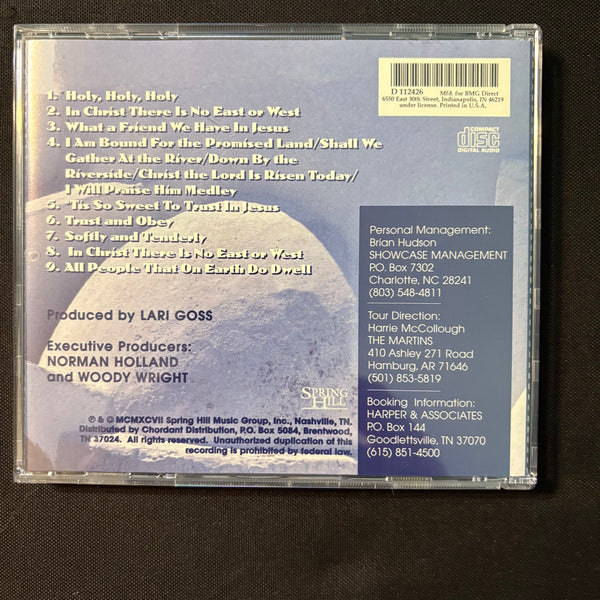 D 112426 Mfd. for BMG Direct
6550 East 30th Street, Indianapolis, IN 46219
under license. Printed in U.S.A.
COMPACT
disc
DIGITAL AUDIO
1. Holy, Holy, Holy
2. In Christ There Is No East or West
3. What a Friend We Have In Jesus
4. I Am Bound For the Promised Land/Shall We
Gather At the River/Down By the
Riverside/Christ the Lord Is Risen Today/
I Will Praise Him Medley
5. 'Tis So Sweet To Trust In Jesus
6. Trust and Obey
7. Softly and Tenderly
8. In Christ There Is No East or West
9. All People That On Earth Do Dwell
Produced by LARI GOSS
Executive Producers:
NORMAN HOLLAND
and WOODY WRIGHT
SPRING
HILL
℗ & © MCMXCVII Spring Hill Music Group, Inc., Nashville, TN.
Distributed by Chordant Distribution, P.O. Box 5084, Brentwood,
TN 37024. All rights reserved. Unauthorized duplication of this
recording is prohibited by federal law.
Personal Management:
Brian Hudson
SHOWCASE MANAGEMENT
P.O. Box 7302
Charlotte, NC 28241
(803) 548-4811
Tour Direction:
Harrie McCollough
THE MARTINS
410 Ashley 271 Road
Hamburg, AR 71646
(501) 853-5819
Booking Information:
HARPER & ASSOCIATES
P.O. Box 144
Goodlettsville, TN 37070
(615) 851-4500